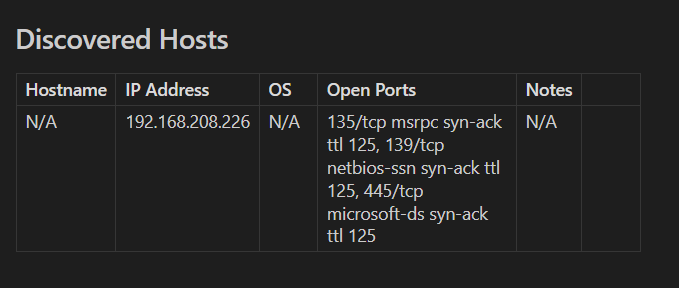 Discovered Hosts
Hostname IP Address OS Open Ports Notes
N/A 192.168.208.226 N/A 135/tcp msrpc syn-ack N/A
ttl 125, 139/tcp
netbios-ssn syn-ack ttl
125, 445/tcp
microsoft-ds syn-ack
ttl 125